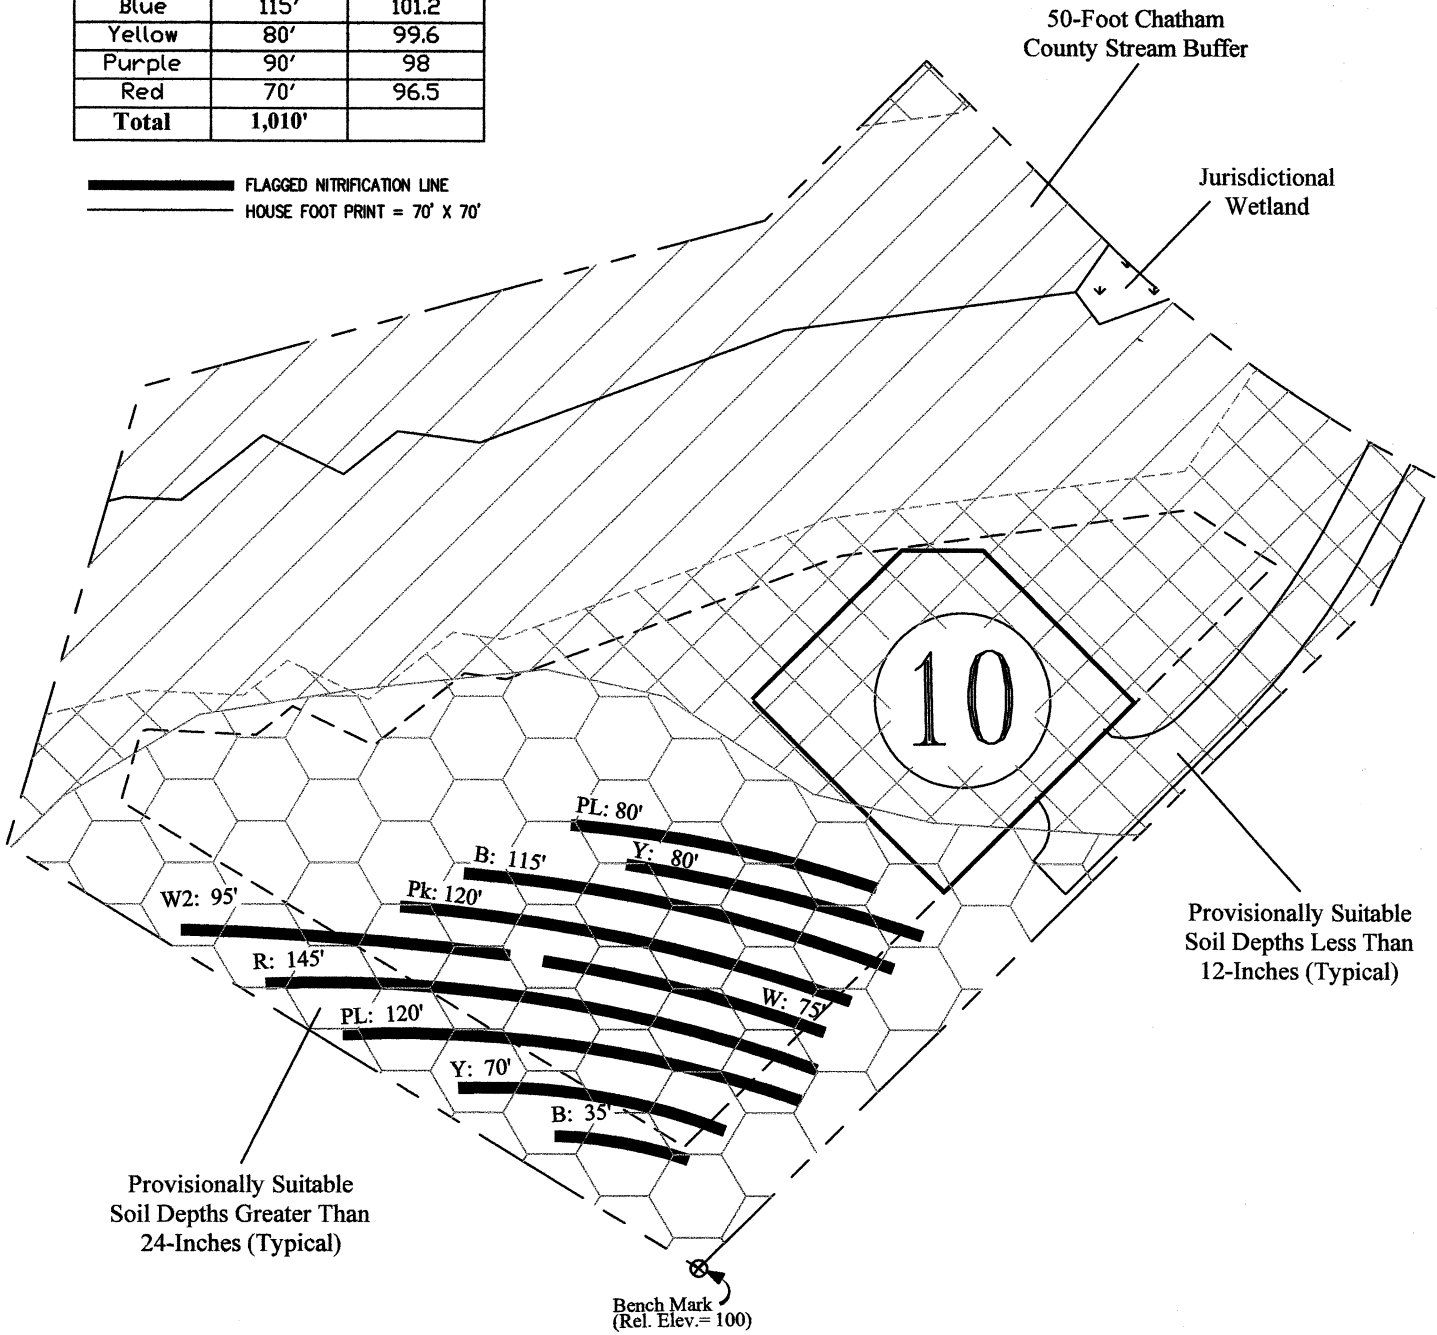 Blue 115' 101.2
Yellow 80' 99.6
Purple 90' 98
Red 70' 96.5
Total 1,010'
FLAGGED NITRIFICATION LINE
HOUSE FOOT PRINT = 70' X 70'
50-Foot Chatham
County Stream Buffer
Jurisdictional
Wetland
10
PL: 80'
Y: 80'
B: 115'
Pk: 120'
W2: 95'
R: 145'
W: 75'
PL: 120'
Y: 70'
B: 35'
Provisionally Suitable
Soil Depths Less Than
12-Inches (Typical)
Provisionally Suitable
Soil Depths Greater Than
24-Inches (Typical)
Bench Mark
(Rel. Elev.= 100)